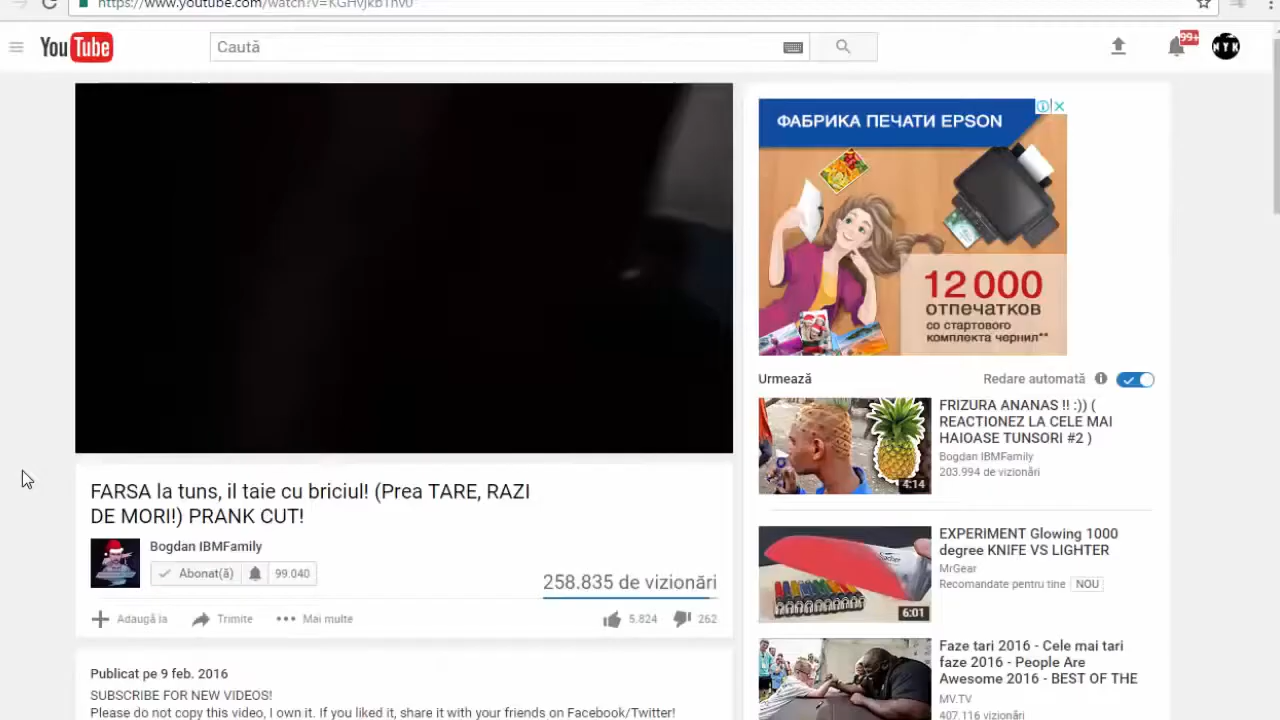 https://www.youtube.com/watch?v=KGHvjkbThv0
YouTube
Caută
99+
NYK
ФАБРИКА ПЕЧАТИ EPSON
12 000
отпечатков
со стартового
комплекта чернил**
Urmează
Redare automată
FRIZURA ANANAS !! :)) (
REACTIONEZ LA CELE MAI
HAIOASE TUNSORI #2 )
Bogdan IBMFamily
203.994 de vizionări
4:14
FARSA la tuns, il taie cu briciul! (Prea TARE, RAZI
DE MORI!) PRANK CUT!
Bogdan IBMFamily
Abonat(ă)
99.040
258.835 de vizionări
Adaugă la
Trimite
Mai multe
5.824
262
EXPERIMENT Glowing 1000
degree KNIFE VS LIGHTER
MrGear
Recomandate pentru tine
NOU
6:01
Faze tari 2016 - Cele mai tari
faze 2016 - People Are
Awesome 2016 - BEST OF THE
MV.TV
407.116 vizionări
Publicat pe 9 feb. 2016
SUBSCRIBE FOR NEW VIDEOS!
Please do not copy this video, I own it. If you liked it, share it with your friends on Facebook/Twitter!